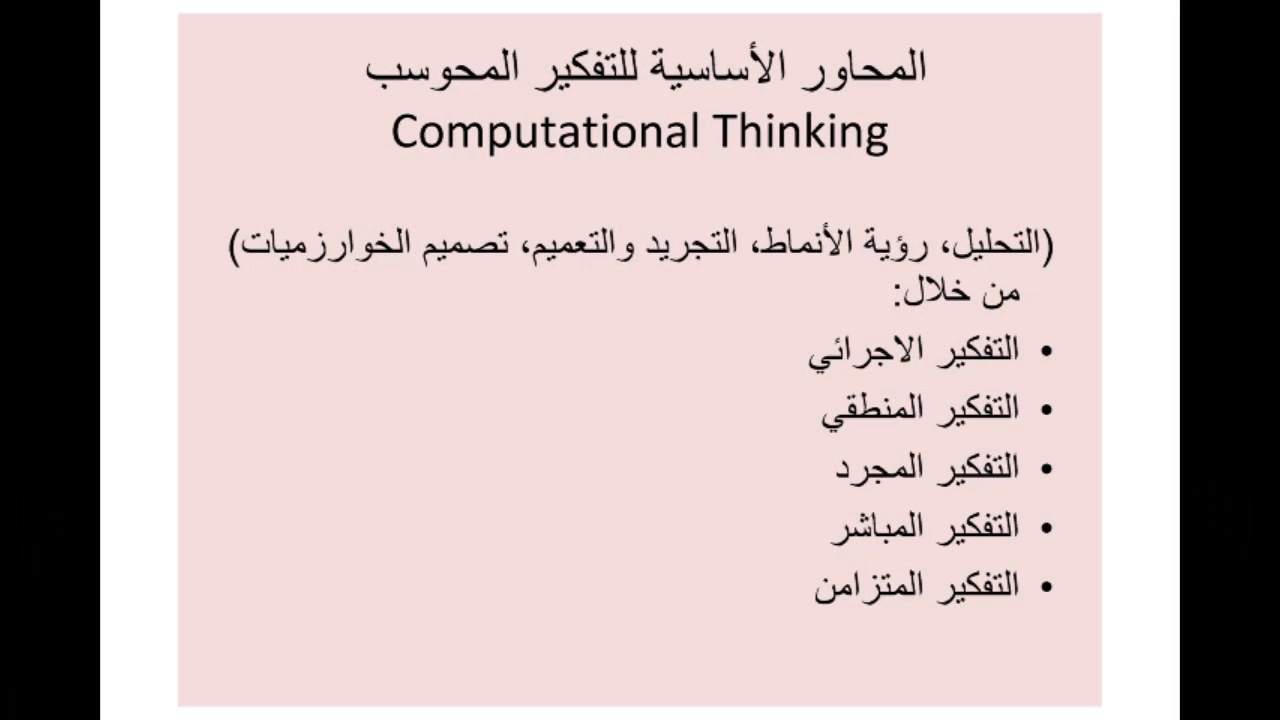 المحاور الأساسية للتفكير المحوسب
Computational Thinking
(التحليل، رؤية الأنماط، التجريد والتعميم، تصميم الخوارزميات)
من خلال:
• التفكير الاجرائي
• التفكير المنطقي
• التفكير المجرد
• التفكير المباشر
• التفكير المتزامن